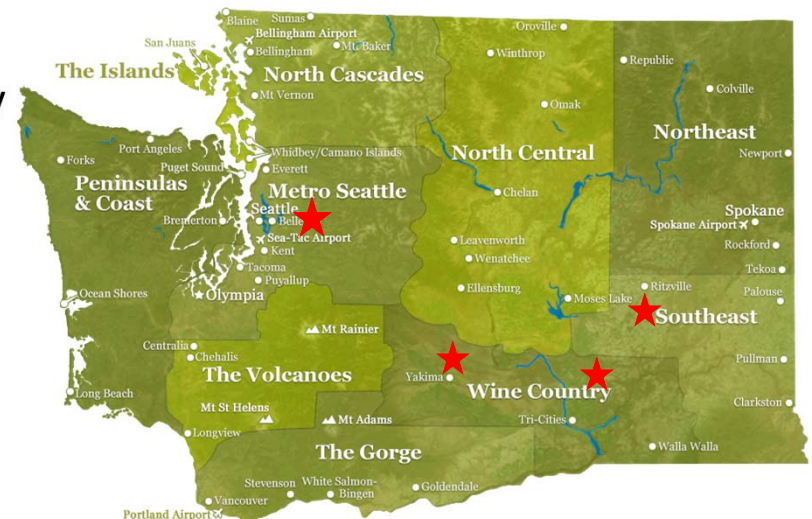 Blaine
Sumas
Bellingham Airport
Bellingham
Mt. Baker
Oroville
San Juans
The Islands
North Cascades
Winthrop
Republic
y
Mt Vernon
Colville
Omak
Northeast
Port Angeles
Whidbey/Camano Islands
North Central
Newport
Forks
Puget Sound
Everett
Peninsulas
& Coast
Metro Seattle
Chelan
Seattle
Bremerton
Belle
Spokane
Spokane Airport
Sea-Tac Airport
Leavenworth
Rockford
Kent
Wenatchee
Tacoma
Tekoa
Puyallup
Ocean Shores
Olympia
Ellensburg
Moses Lake
Ritzville
Palouse
Southeast
Mt Rainier
Centralia
Chehalis
Pullman
The Volcanoes
Yakima
Wine Country
Long Beach
Clarkston
Mt St Helens
Mt Adams
Tri-Cities
Longview
Walla Walla
The Gorge
Stevenson
White Salmon-
Bingen
Goldendale
Vancouver
Portland Airport